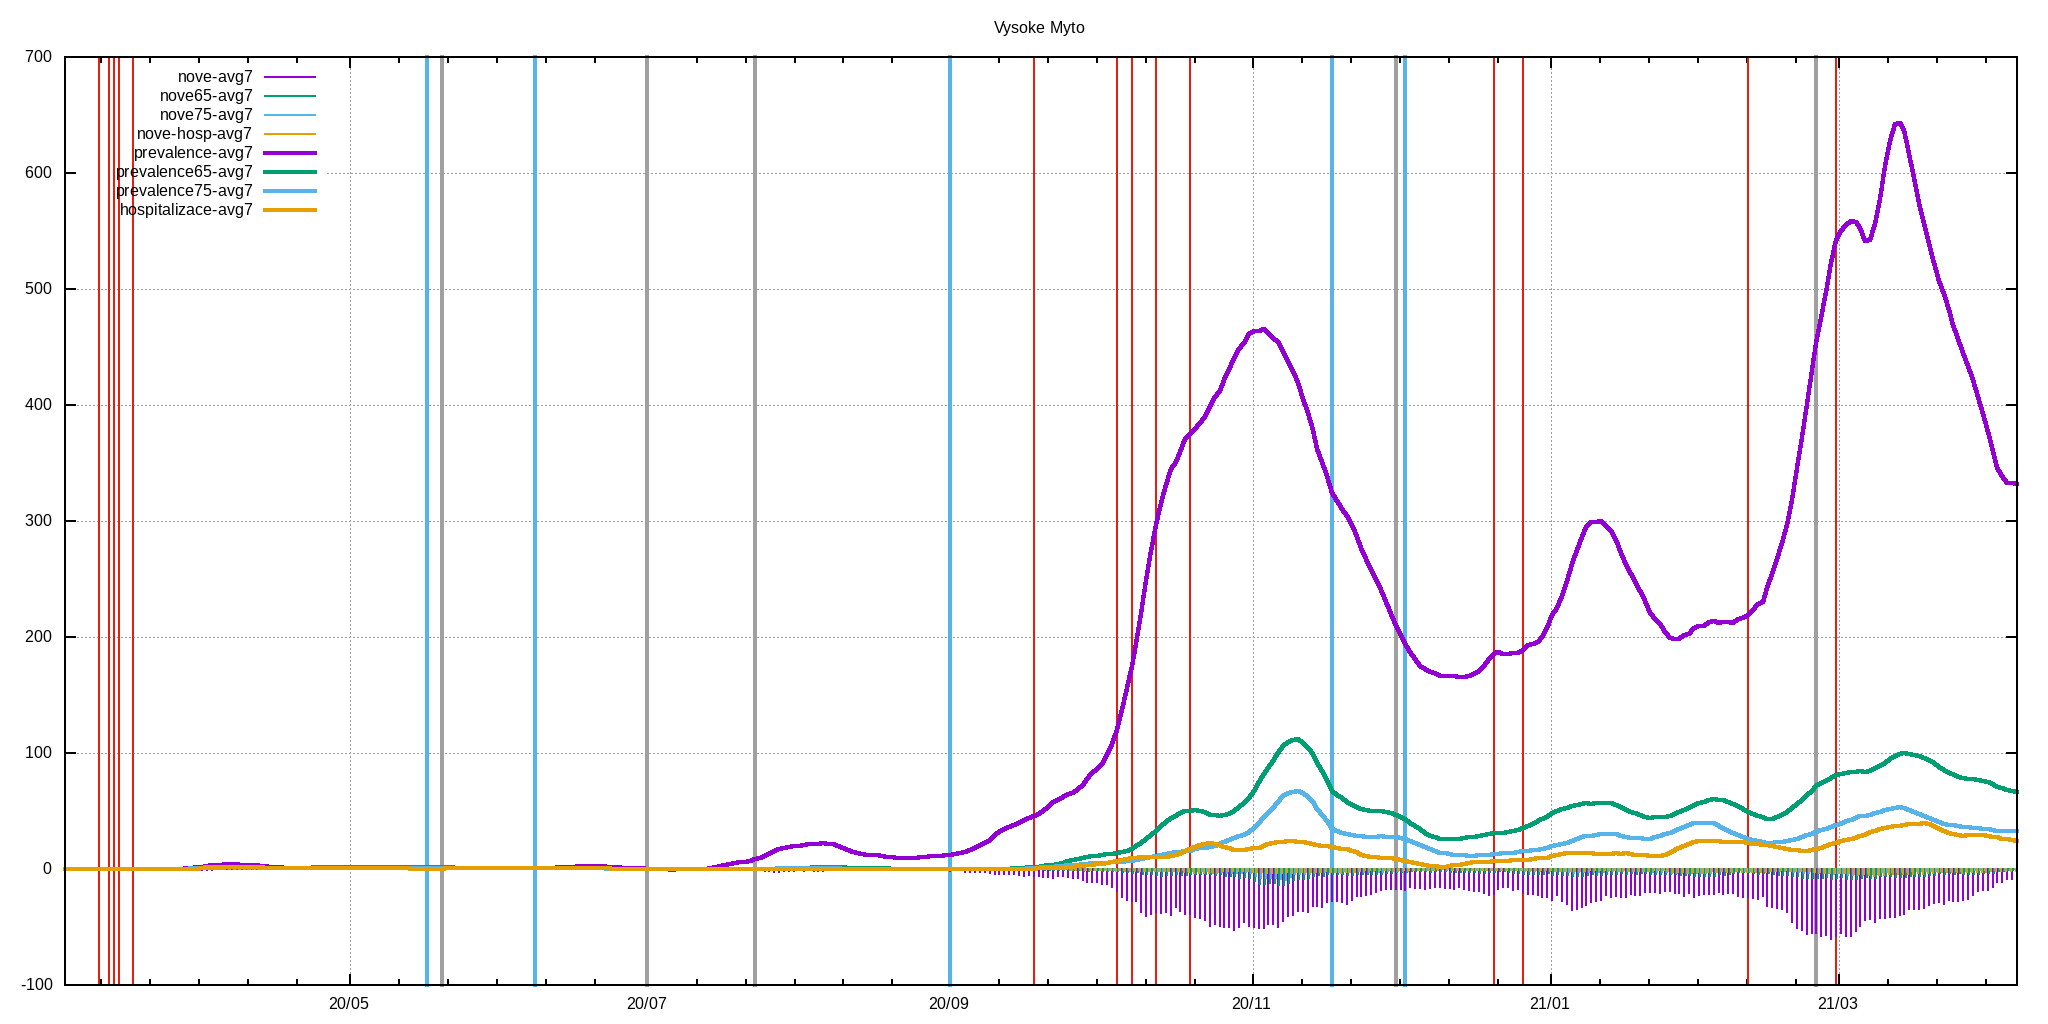 Vysoke Myto
700
600
500
400
300
200
100
0
-100
nove-avg7
nove65-avg7
nove75-avg7
nove-hosp-avg7
prevalence-avg7
prevalence65-avg7
prevalence75-avg7
hospitalizace-avg7
20/05
20/07
20/09
20/11
21/01
21/03